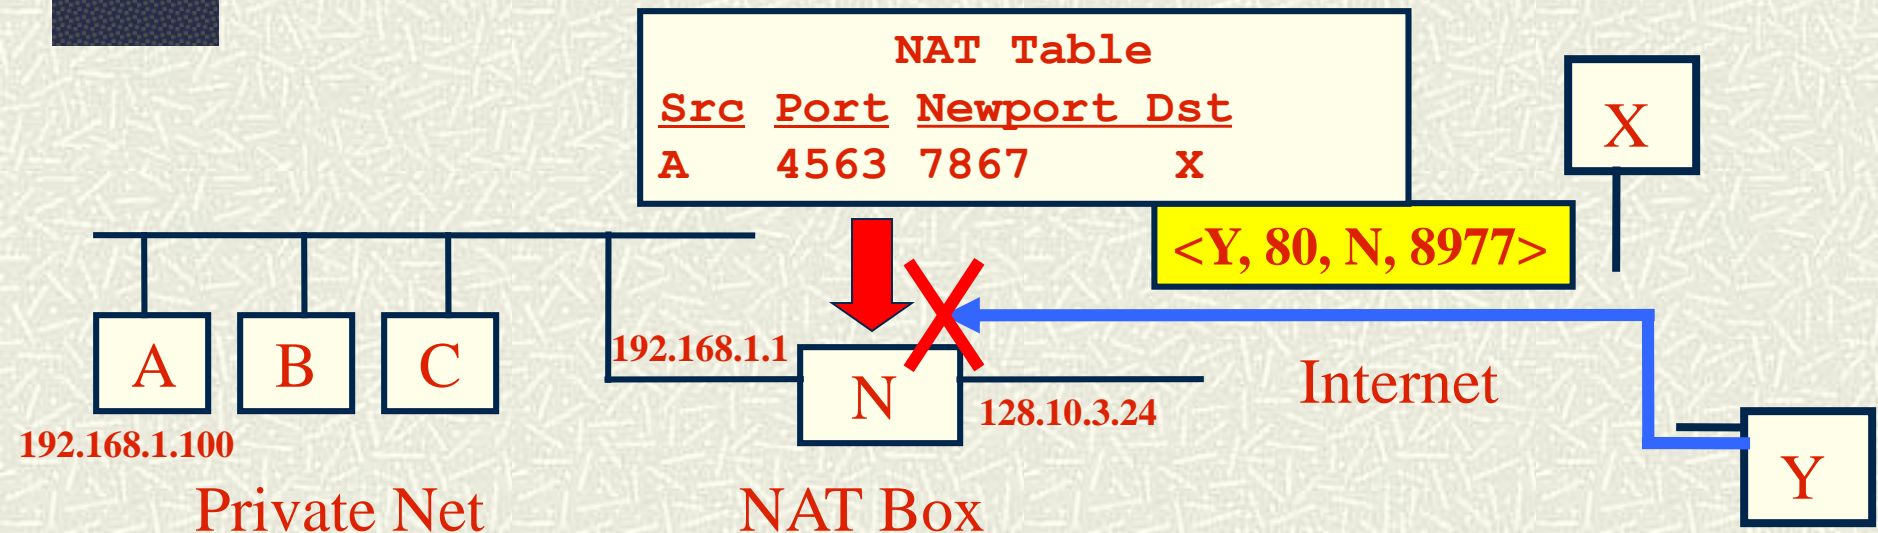 NAT Table
Src Port Newport Dst
A 4563 7867 X
X
<Y, 80, N, 8977>
A
B
C
192.168.1.1
N
128.10.3.24
Internet
192.168.1.100
Y
Private Net
NAT Box